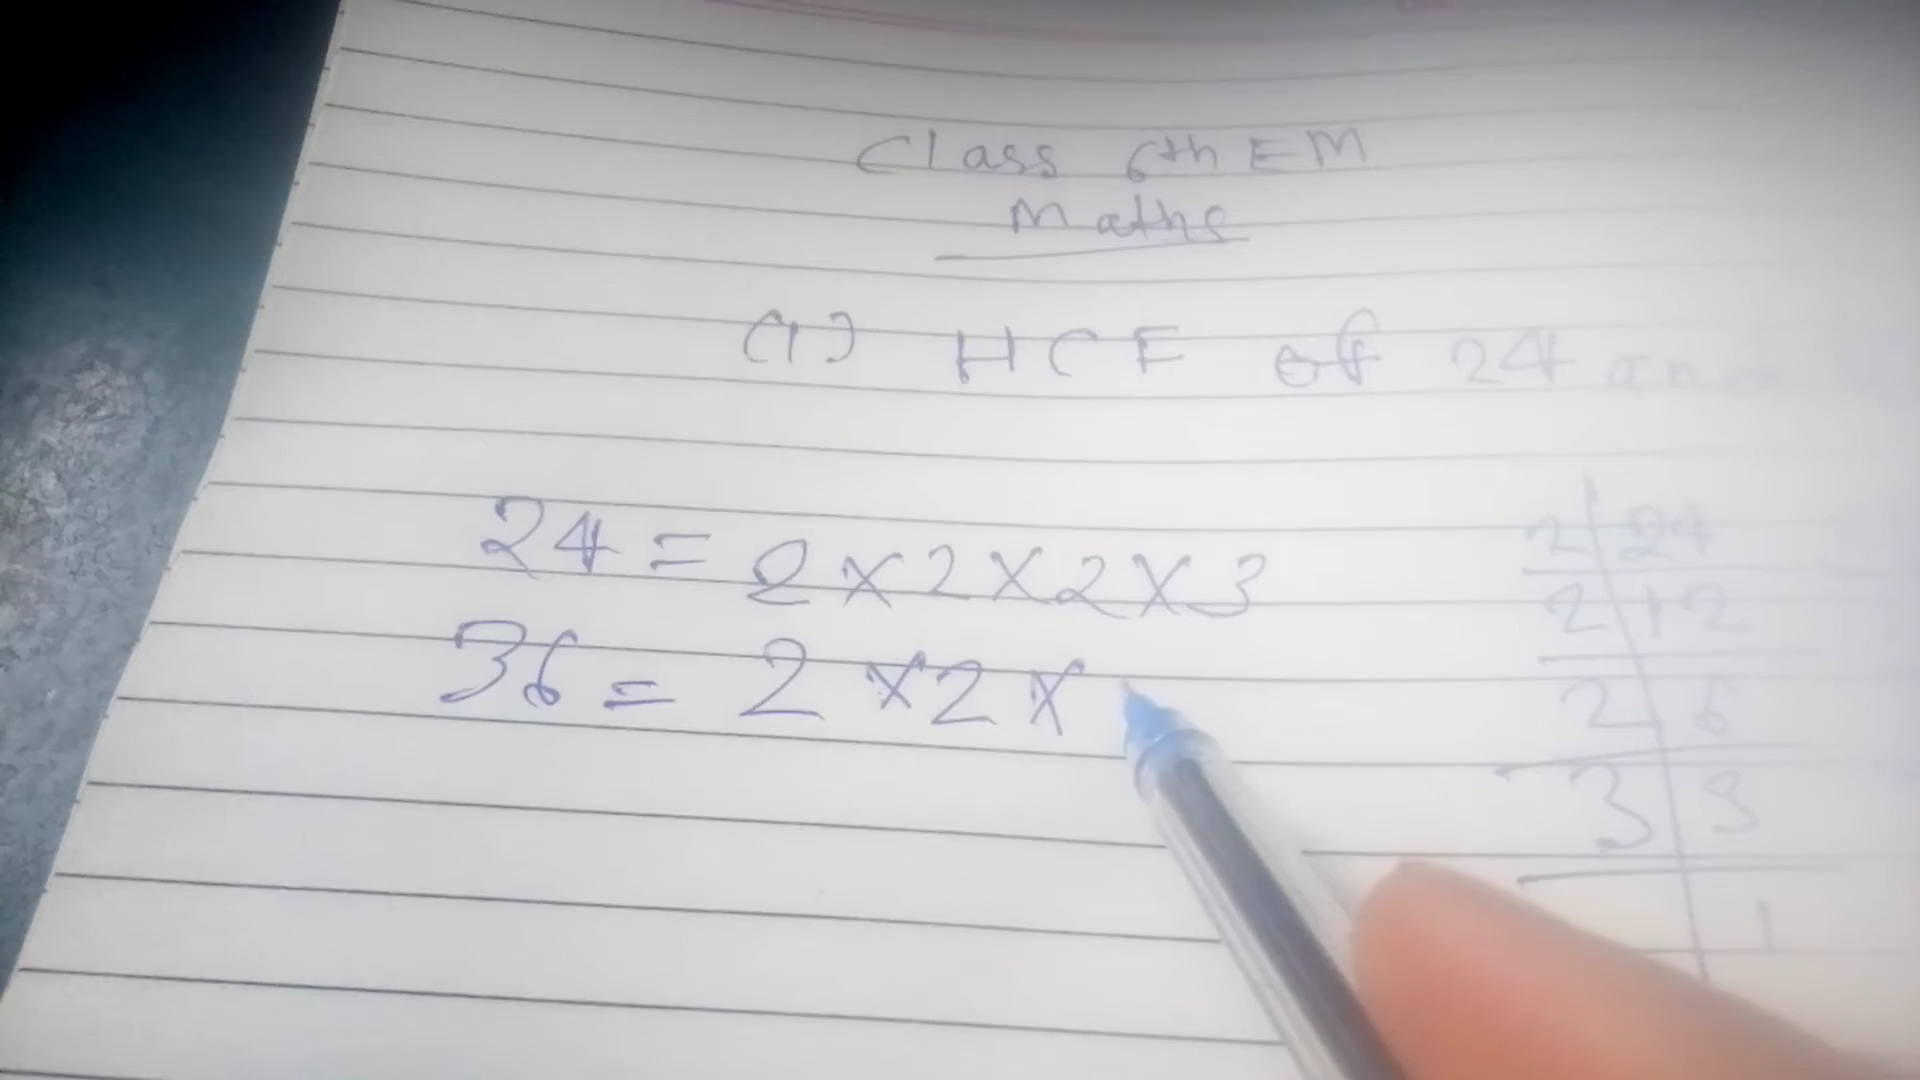 Class 6th EM
Maths
(1) HCF of 24 and
24 = 2 × 2 × 2 × 3
36 = 2 × 2 ×
2 24
2 12
2 6
3 3
1